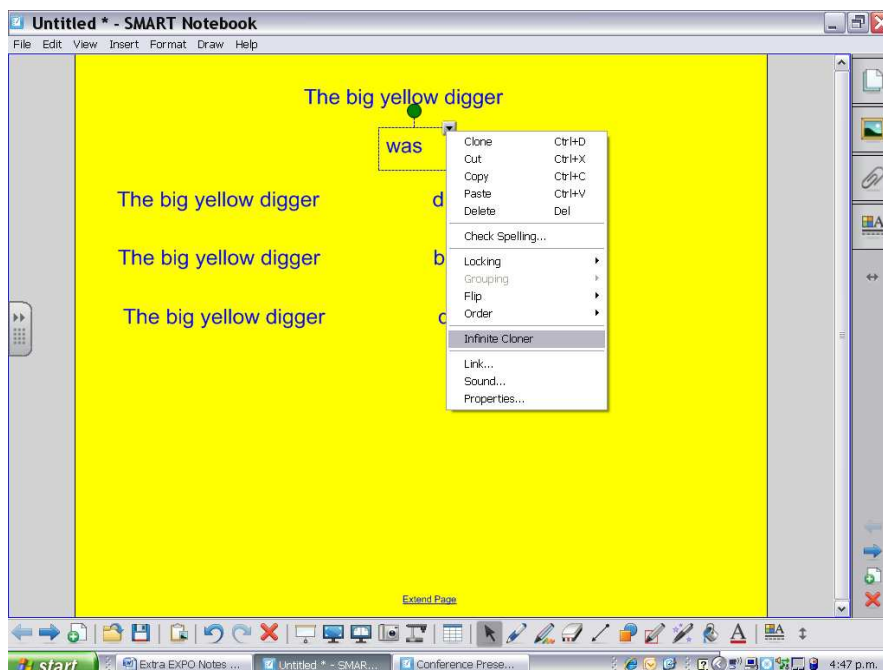 Untitled * - SMART Notebook
File Edit View Insert Format Draw Help
The big yellow digger
was
Clone Ctrl+D
Cut Ctrl+X
Copy Ctrl+C
Paste Ctrl+V
Delete Del
Check Spelling...
Locking
Grouping
Flip
Order
Infinite Cloner
Link...
Sound...
Properties...
The big yellow digger d
The big yellow digger b
The big yellow digger
Extend Page
start Extra EXPO Notes ... Untitled * - SMAR... Conference Prese... 4:47 p.m.